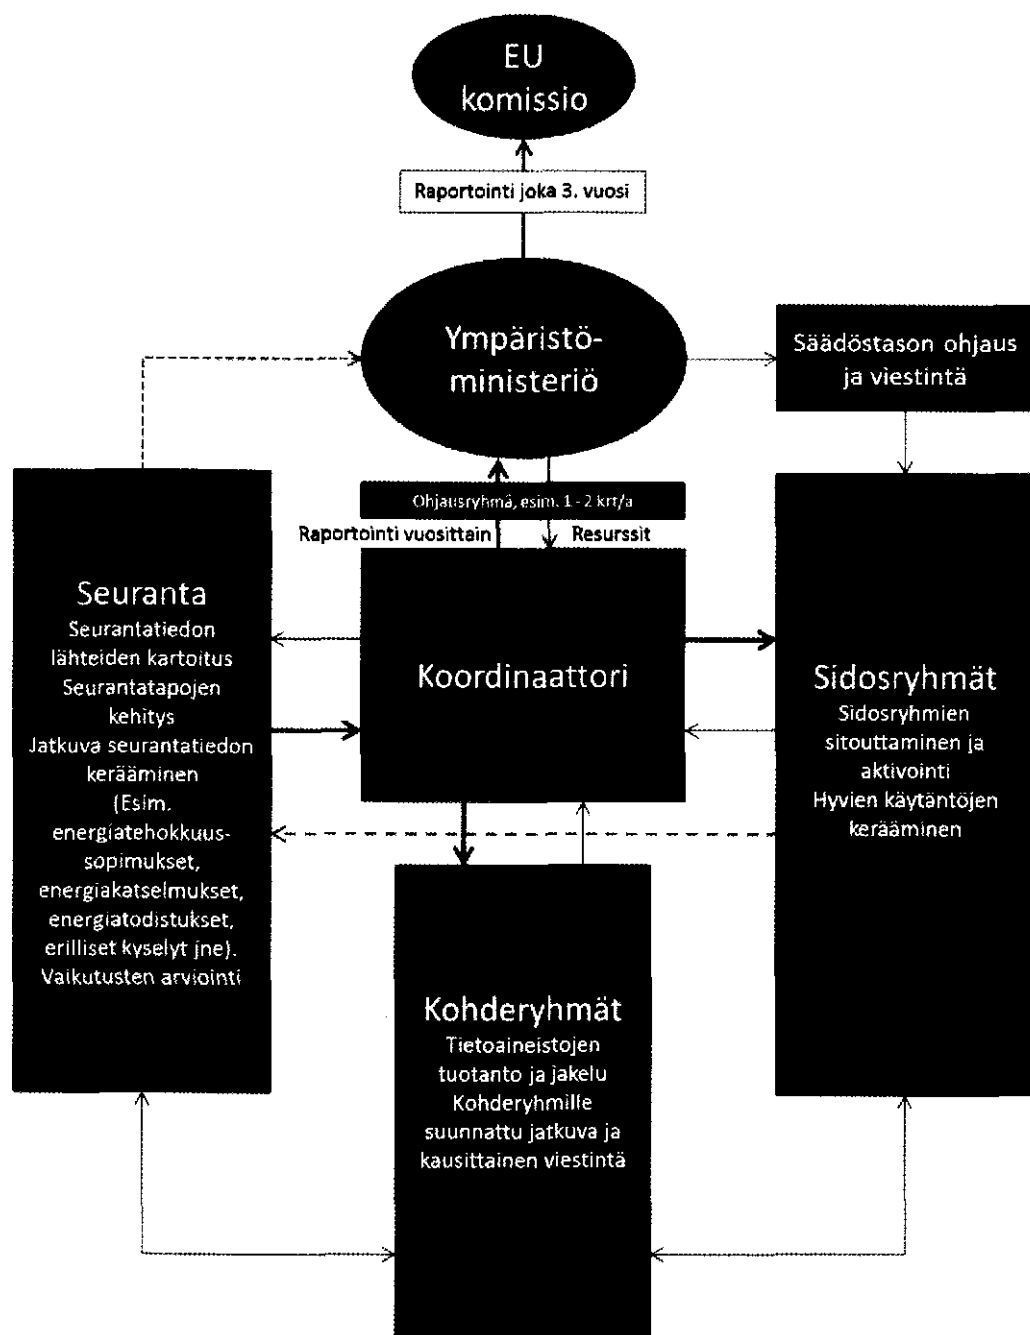 EU
komissio
Raportointi joka 3. vuosi
Ympäristö-
ministeriö
Säädöstason ohjaus
ja viestintä
Ohjausryhmä, esim. 1 - 2 krt/a
Raportointi vuosittain
Resurssit
Seuranta
Seurantatiedon
lähteiden kartoitus
Seurantatapojen
kehitys
Jatkuva seurantatiedon
kerääminen
(Esim.
energiatehokkuus-
sopimukset,
energiakatselmukset,
energiatodistukset,
erilliset kyselyt jne).
Vaikutusten arviointi
Koordinaattori
Sidosryhmät
Sidosryhmien
sitouttaminen ja
aktivointi
Hyvien käytäntöjen
kerääminen
Kohderyhmät
Tietoaineistojen
tuotanto ja jakelu
Kohderyhmille
suunnattu jatkuva ja
kausittainen viestintä